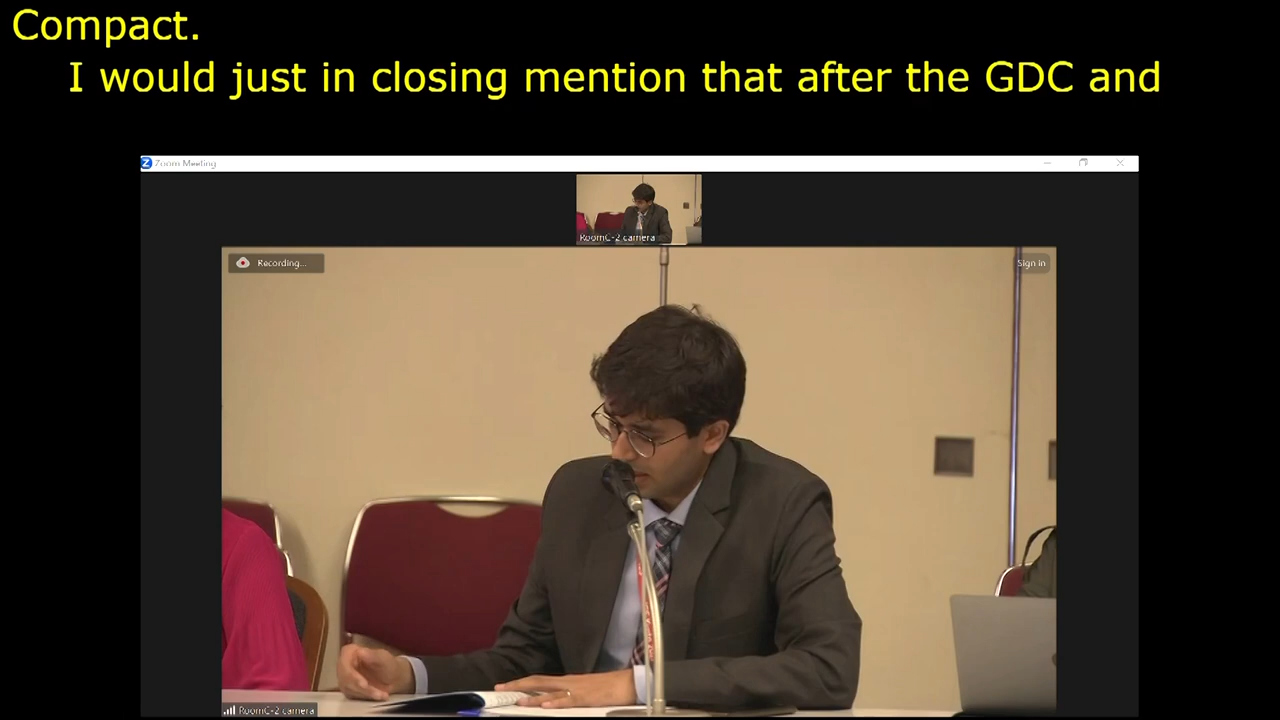 Compact.
I would just in closing mention that after the GDC and
Zoom Meeting
RoomC-2 camera
Recording...
Sign in
RoomC-2 camera